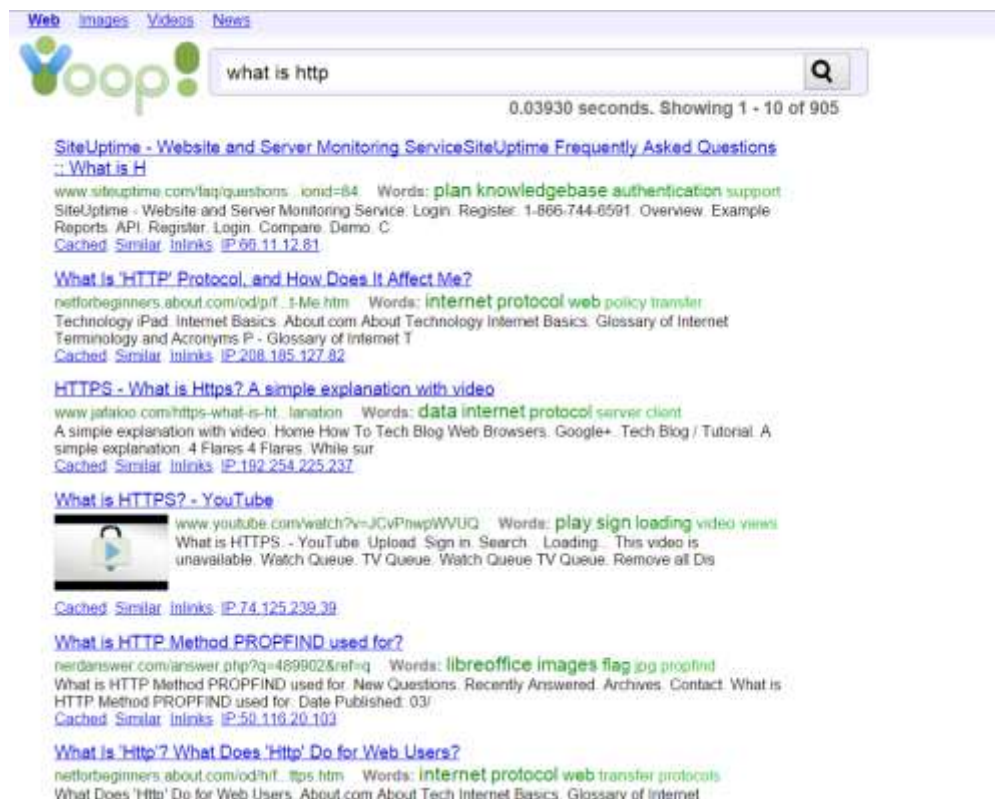 Web Images Videos News
Yoop!
what is http
0.03930 seconds. Showing 1 - 10 of 905
SiteUptime - Website and Server Monitoring ServiceSiteUptime Frequently Asked Questions
:: What is H
www.siteuptime.com/faq/questions...ionid=64 Words: plan knowledgebase authentication support
SiteUptime - Website and Server Monitoring Service. Login. Register. 1-866-744-6591. Overview. Example
Reports. API. Register. Login. Compare. Demo. C
Cached. Similar. Inlinks. IP:66.11.12.81.
What Is 'HTTP' Protocol, and How Does It Affect Me?
netforbeginners.about.com/od/p/f...t-Me.htm Words: internet protocol web policy transfer
Technology iPad. Internet Basics. About.com About Technology Internet Basics. Glossary of Internet
Terminology and Acronyms P - Glossary of Internet T
Cached. Similar. Inlinks. IP:208.185.127.82
HTTPS - What is Https? A simple explanation with video
www.jafaloo.com/https-what-is-ht...lanation Words: data internet protocol server client
A simple explanation with video. Home How To Tech Blog Web Browsers. Google+. Tech Blog / Tutorial. A
simple explanation. 4 Flares 4 Flares. While sur
Cached. Similar. Inlinks. IP:192.254.225.237
What is HTTPS? - YouTube
www.youtube.com/watch?v=JCvPnwpWVUQ Words: play sign loading video views
What is HTTPS. - YouTube. Upload. Sign in. Search. . Loading... This video is
unavailable. Watch Queue. TV Queue. Watch Queue TV Queue. Remove all Dis
Cached. Similar. Inlinks. IP:74.125.239.39
What is HTTP Method PROPFIND used for?
nerdanswer.com/answer.php?q=489902&ref=q Words: libreoffice images flag jpg propfind
What is HTTP Method PROPFIND used for. New Questions. Recently Answered. Archives. Contact. What is
HTTP Method PROPFIND used for. Date Published: 03/
Cached. Similar. Inlinks. IP:50.116.20.103
What Is 'Http'? What Does 'Http' Do for Web Users?
netforbeginners.about.com/od/h/f...ttps.htm Words: internet protocol web transfer protocols
What Does 'Http' Do for Web Users. About.com About Tech Internet Basics. Glossary of Internet